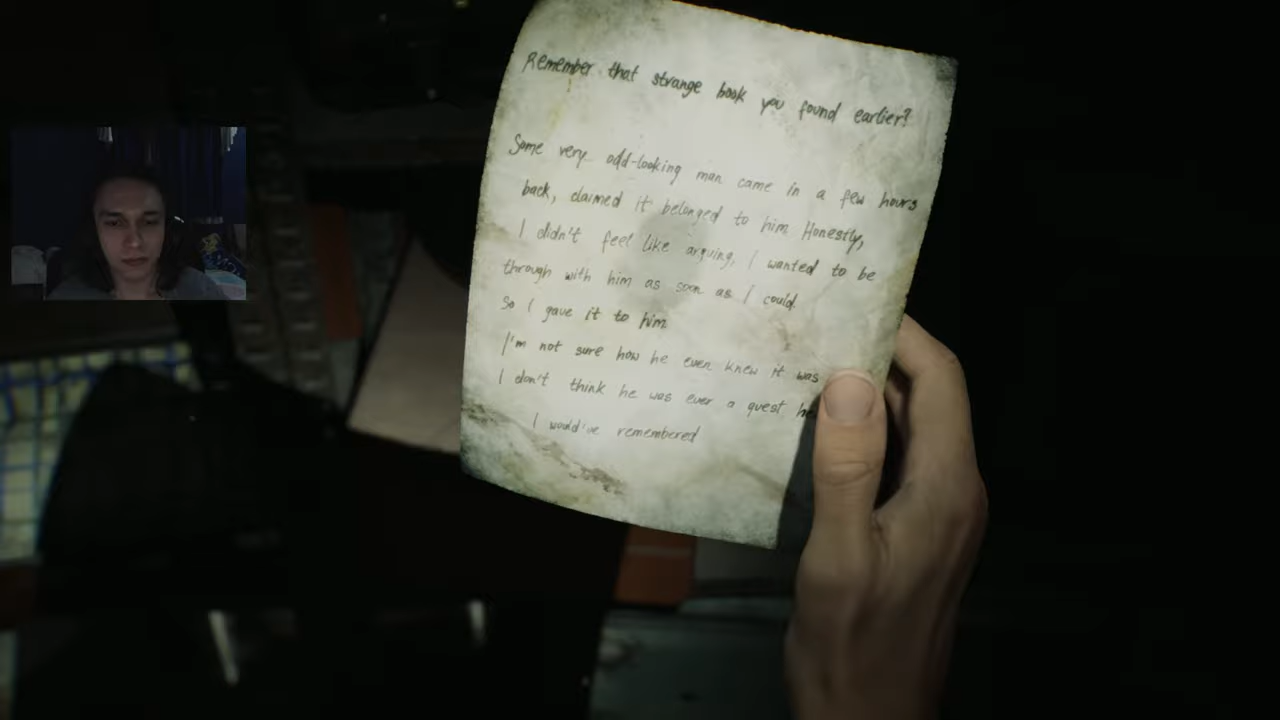 Remember that strange book you found earlier?
Some very odd-looking man came in a few hours
back, claimed it belonged to him Honestly,
I didn't feel like arguing, I wanted to be
through with him as soon as I could.
So I gave it to him
I'm not sure how he even knew it was
I don't think he was ever a guest
I would've remembered